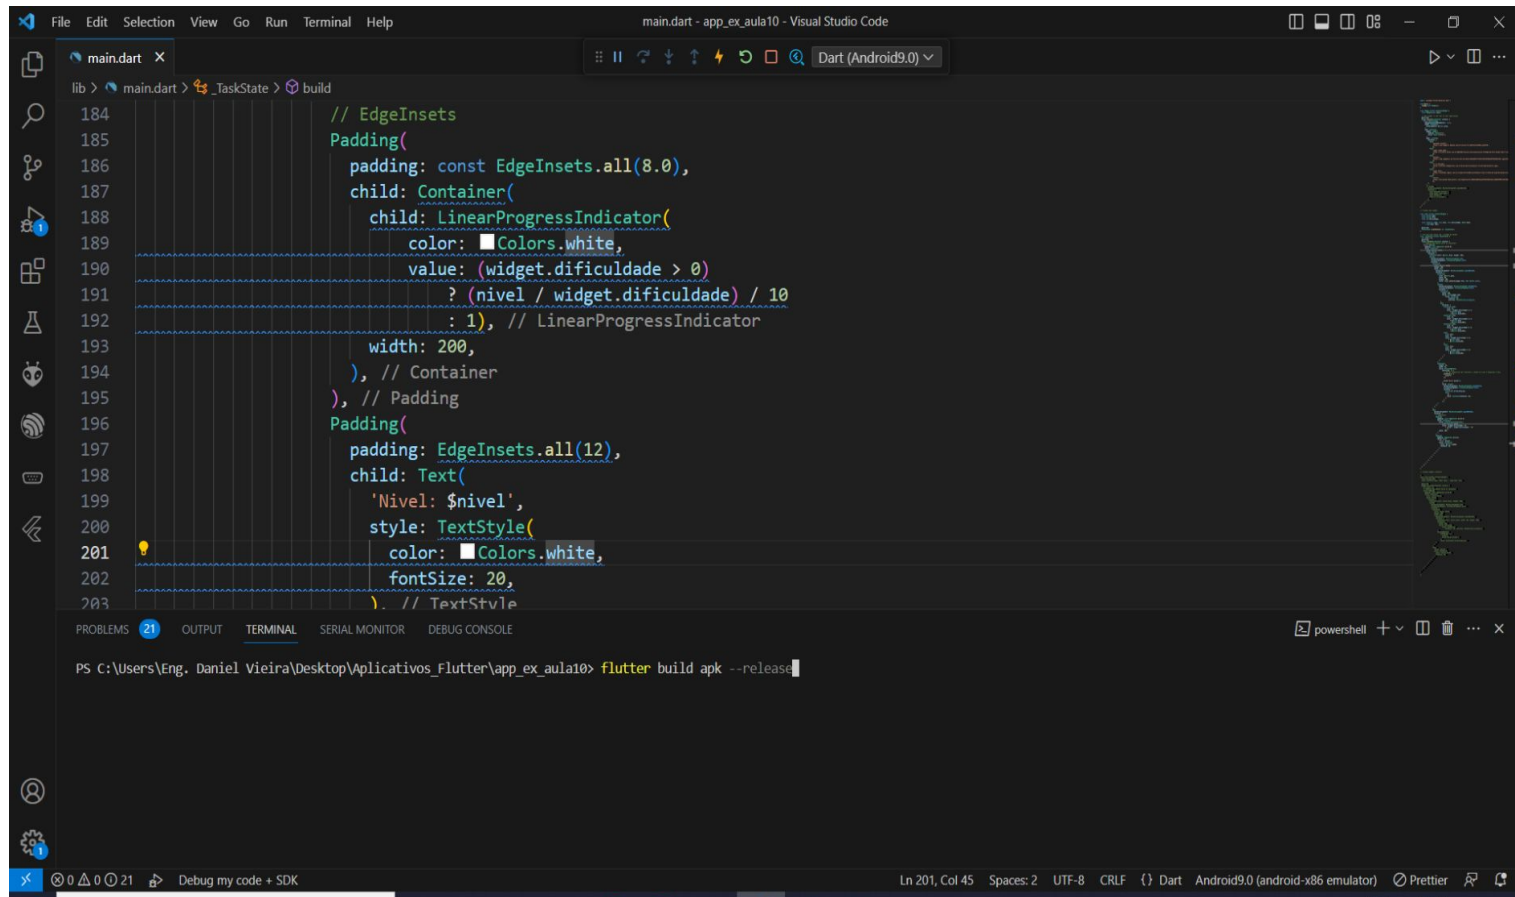 File Edit Selection View Go Run Terminal Help main.dart - app_ex_aula10 - Visual Studio Code
main.dart Dart (Android9.0)
lib > main.dart > _TaskState > build
184 // EdgeInsets
185 Padding(
186 padding: const EdgeInsets.all(8.0),
187 child: Container(
188 child: LinearProgressIndicator(
189 color: Colors.white,
190 value: (widget.dificuldade > 0)
191 ? (nivel / widget.dificuldade) / 10
192 : 1), // LinearProgressIndicator
193 width: 200,
194 ), // Container
195 ), // Padding
196 Padding(
197 padding: EdgeInsets.all(12),
198 child: Text(
199 'Nivel: $nivel',
200 style: TextStyle(
201 color: Colors.white,
202 fontSize: 20,
203 ), // TextStyle
PROBLEMS 21 OUTPUT TERMINAL SERIAL MONITOR DEBUG CONSOLE powershell
PS C:\Users\Eng. Daniel Vieira\Desktop\Aplicativos_Flutter\app_ex_aula10> flutter build apk --release
1
1
0 0 21 Debug my code + SDK Ln 201, Col 45 Spaces: 2 UTF-8 CRLF {} Dart Android9.0 (android-x86 emulator) Prettier